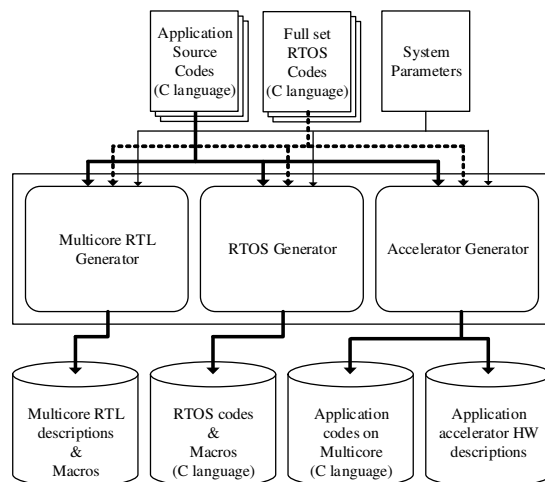 Application
Source
Codes
(C language)
Full set
RTOS
Codes
(C language)
System
Parameters
Multicore RTL
Generator
RTOS Generator
Accelerator Generator
Multicore RTL
descriptions
&
Macros
RTOS codes
&
Macros
(C language)
Application
codes on
Multicore
(C language)
Application
accelerator HW
descriptions